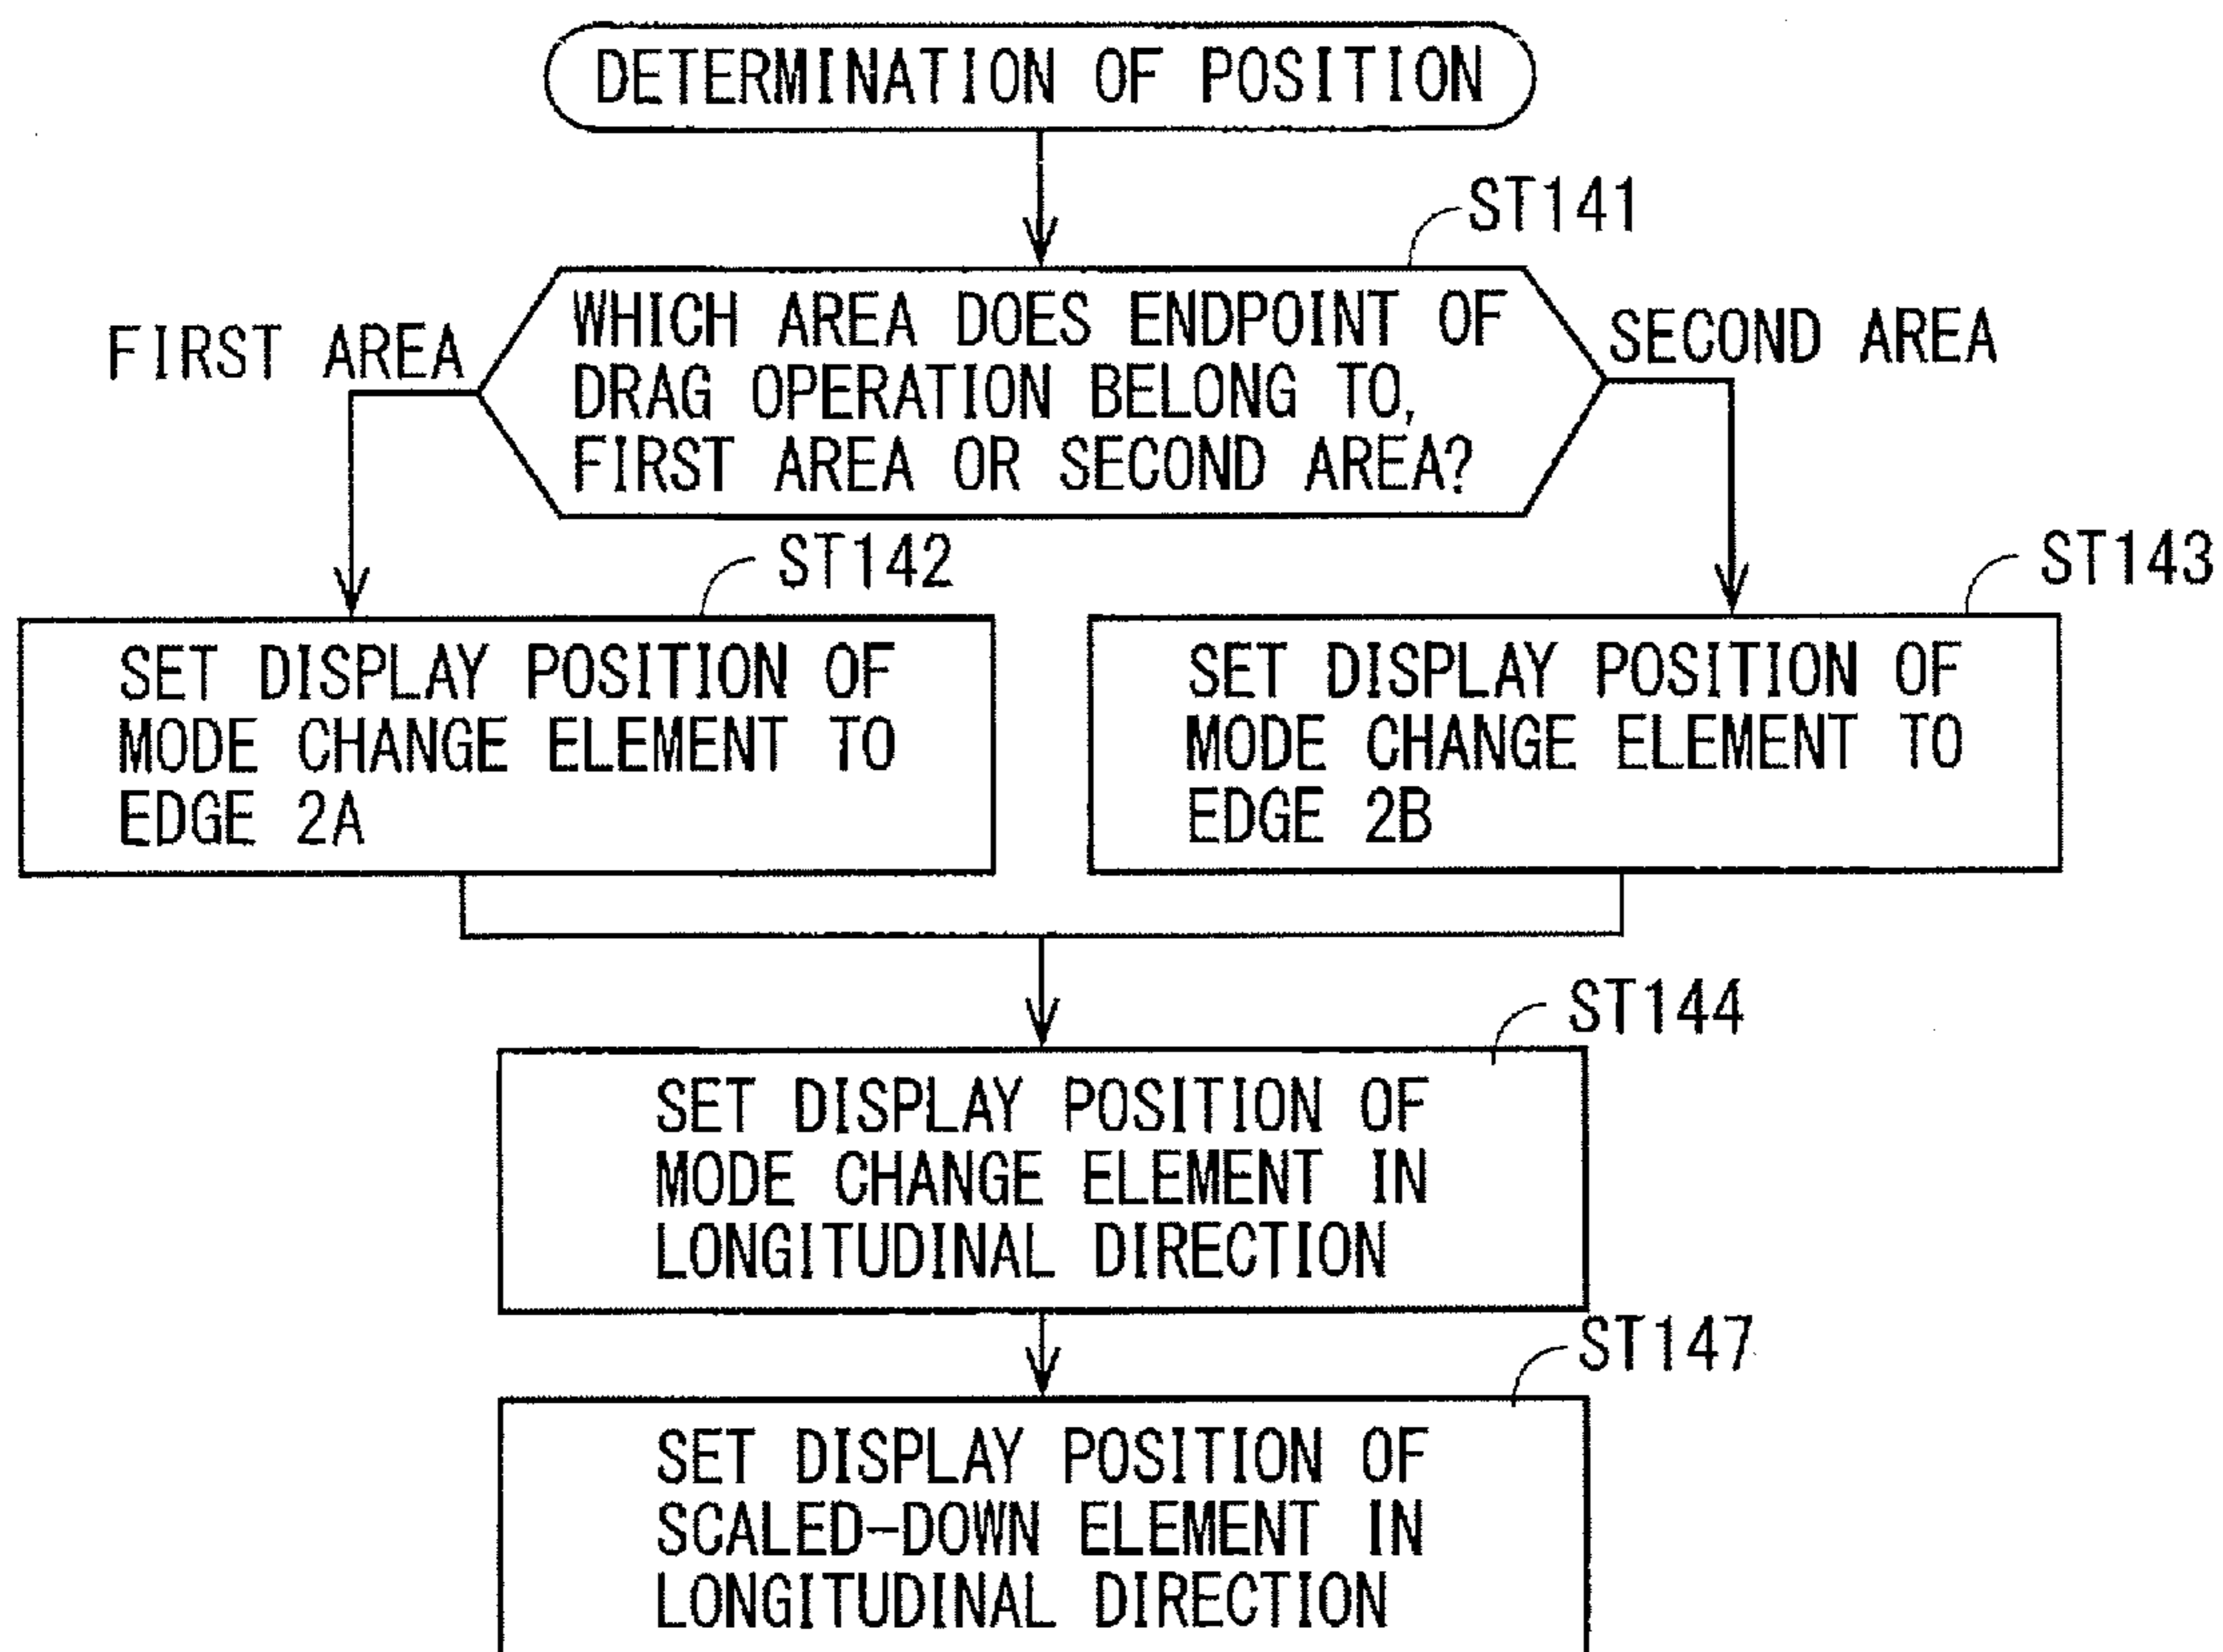 DETERMINATION OF POSITION
ST141
WHICH AREA DOES ENDPOINT OF
DRAG OPERATION BELONG TO,
FIRST AREA OR SECOND AREA?
FIRST AREA
SECOND AREA
ST142
SET DISPLAY POSITION OF
MODE CHANGE ELEMENT TO
EDGE 2A
ST143
SET DISPLAY POSITION OF
MODE CHANGE ELEMENT TO
EDGE 2B
ST144
SET DISPLAY POSITION OF
MODE CHANGE ELEMENT IN
LONGITUDINAL DIRECTION
ST147
SET DISPLAY POSITION OF
SCALED-DOWN ELEMENT IN
LONGITUDINAL DIRECTION